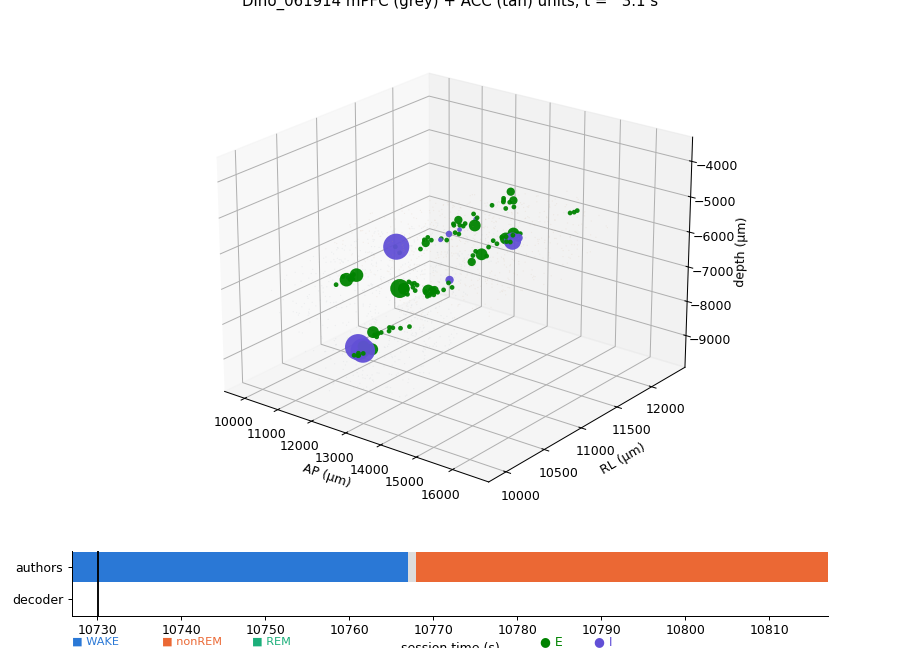 Dino_061914 mPFC (grey) + ACC (tan) units, t = 3.1 s
−4000
−5000
−6000
−7000
−8000
−9000
depth (µm)
10000
11000
12000
13000
14000
15000
16000
AP (µm)
10000
10500
11000
11500
12000
RL (µm)
authors
decoder
10730
10740
10750
10760
10770
10780
10790
10800
10810
WAKE
nonREM
REM
session time (s)
E
I